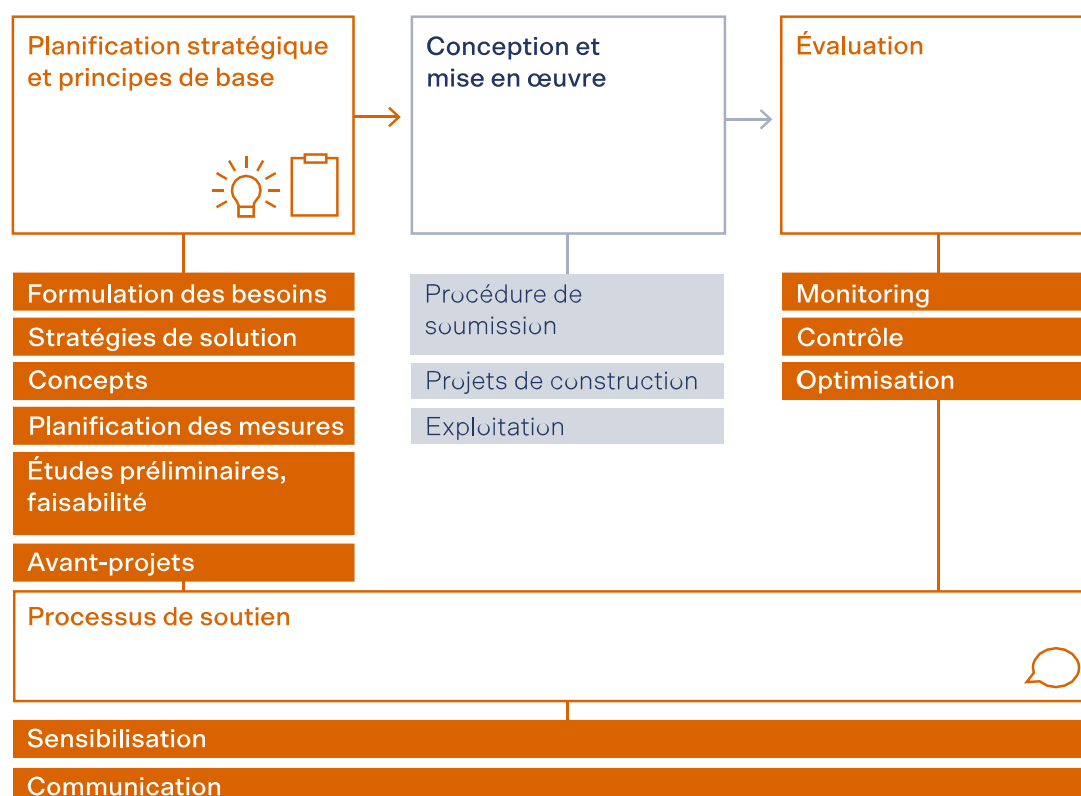 Planification stratégique
et principes de base
Formulation des besoins
Stratégies de solution
Concepts
Planification des mesures
Études préliminaires,
faisabilité
Avant-projets
Conception et
mise en œuvre
Procédure de
soumission
Projets de construction
Exploitation
Évaluation
Monitoring
Contrôle
Optimisation
Processus de soutien
Sensibilisation
Communication